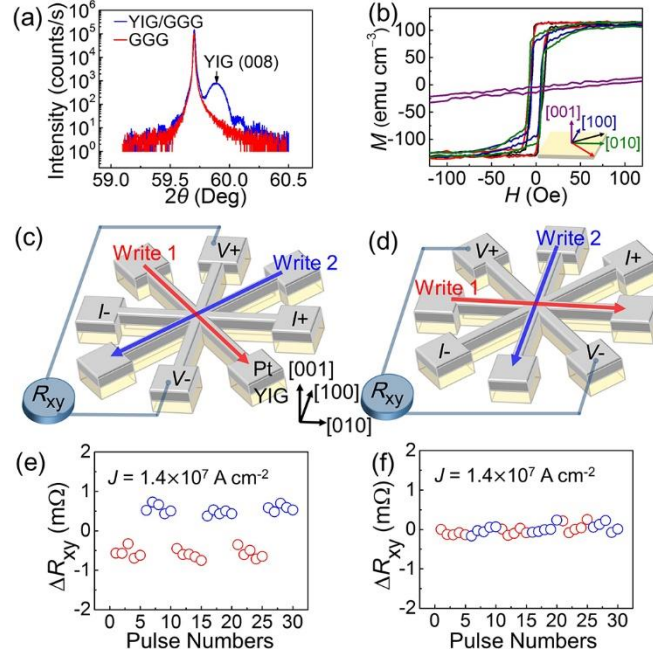 (a)
YIG/GGG
GGG
YIG (008)
Intensity (counts/s)
10⁶
10⁵
10⁴
10³
10²
10¹
10⁰
59.0 59.5 60.0 60.5
2θ (Deg)
(b)
M (emu cm⁻³)
100
50
0
-50
-100
[001]
[100]
[010]
-100 -50 0 50 100
H (Oe)
(c)
Write 1
V+
Write 2
I-
I+
Pt
V-
Rxy
YIG
[001]
[100]
[010]
(d)
V+
Write 2
I+
Write 1
I-
V-
Rxy
(e)
J = 1.4×10⁷ A cm⁻²
ΔRxy (mΩ)
2
1
0
-1
-2
0 5 10 15 20 25 30
Pulse Numbers
(f)
J = 1.4×10⁷ A cm⁻²
ΔRxy (mΩ)
2
1
0
-1
-2
0 5 10 15 20 25 30
Pulse Numbers